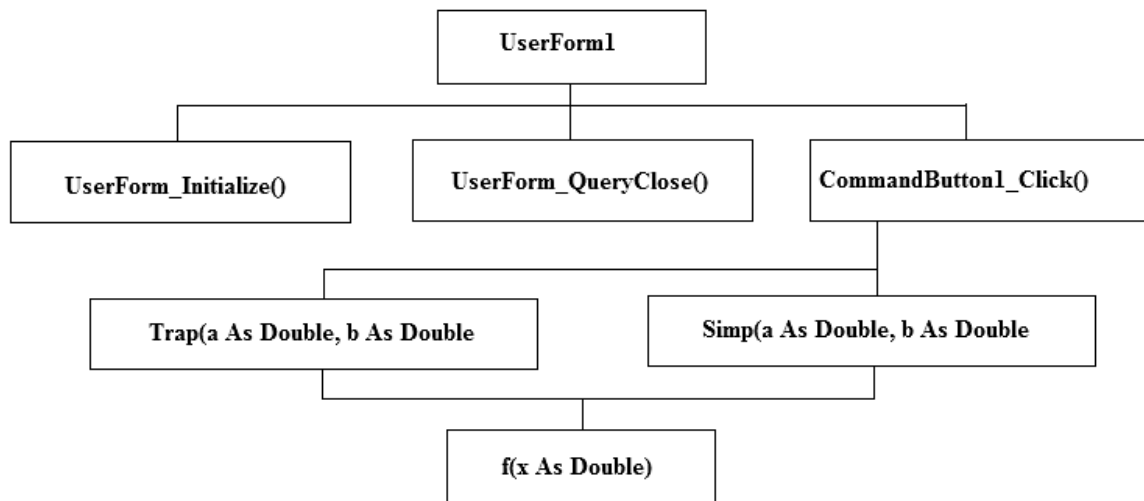 UserForm1
UserForm_Initialize()
UserForm_QueryClose()
CommandButton1_Click()
Trap(a As Double, b As Double
Simp(a As Double, b As Double
f(x As Double)